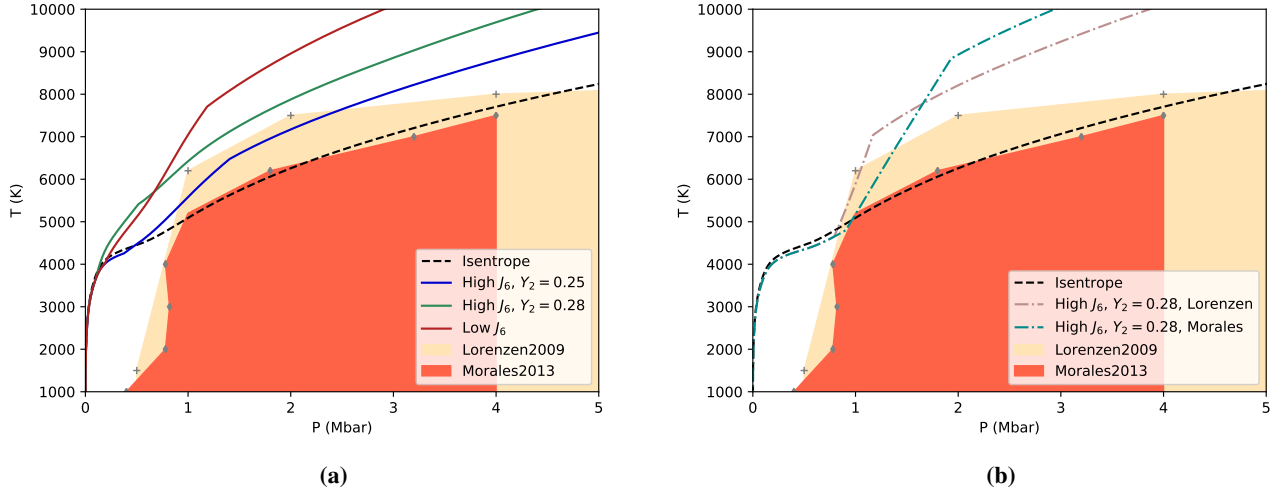 10000
9000
8000
7000
6000
5000
4000
3000
2000
1000
T (K)
0
1
2
3
4
5
P (Mbar)
Isentrope
High J₆, Y₂ = 0.25
High J₆, Y₂ = 0.28
Low J₆
Lorenzen2009
Morales2013
(a)
10000
9000
8000
7000
6000
5000
4000
3000
2000
1000
T (K)
0
1
2
3
4
5
P (Mbar)
Isentrope
High J₆, Y₂ = 0.28, Lorenzen
High J₆, Y₂ = 0.28, Morales
Lorenzen2009
Morales2013
(b)